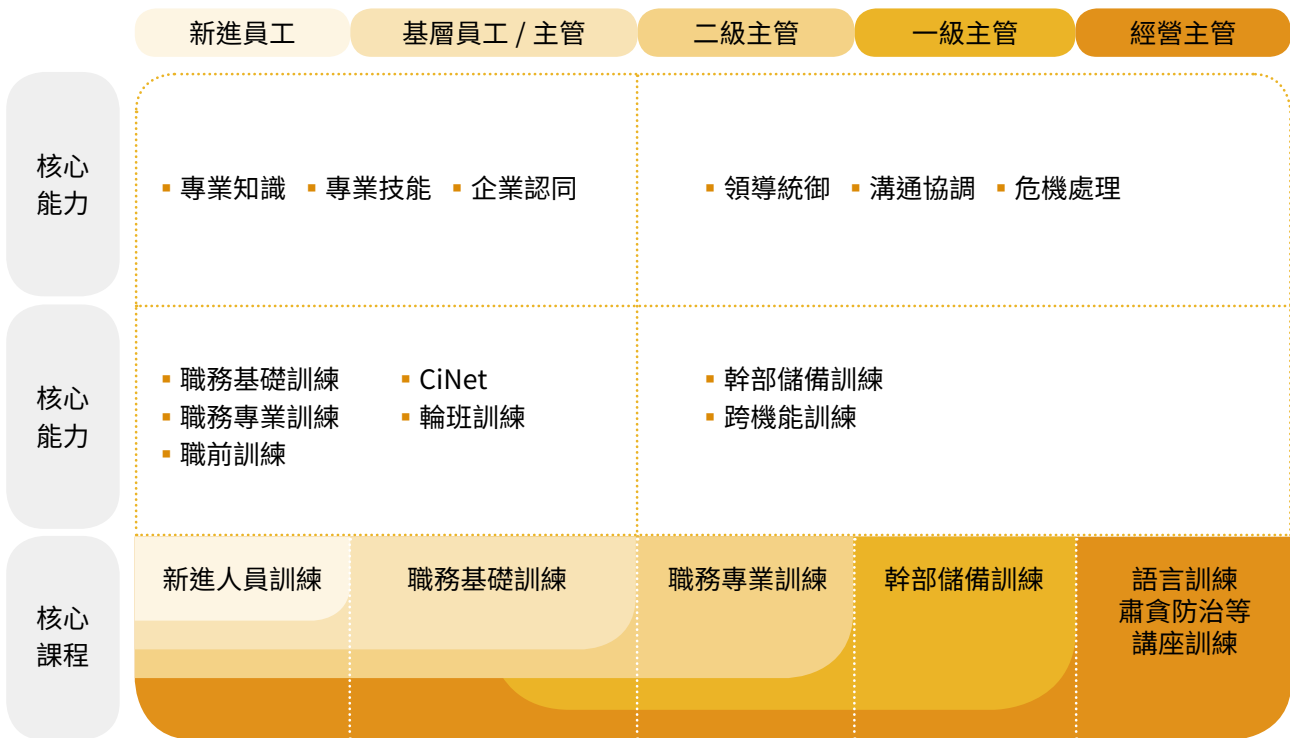 新進員工
基層員工 / 主管
二級主管
一級主管
經營主管
核心
能力
▪ 專業知識 ▪ 專業技能 ▪ 企業認同
▪ 領導統御 ▪ 溝通協調 ▪ 危機處理
核心
能力
▪ 職務基礎訓練
▪ 職務專業訓練
▪ 職前訓練
▪ CiNet
▪ 輪班訓練
▪ 幹部儲備訓練
▪ 跨機能訓練
核心
課程
新進人員訓練
職務基礎訓練
職務專業訓練
幹部儲備訓練
語言訓練
肅貪防治等
講座訓練